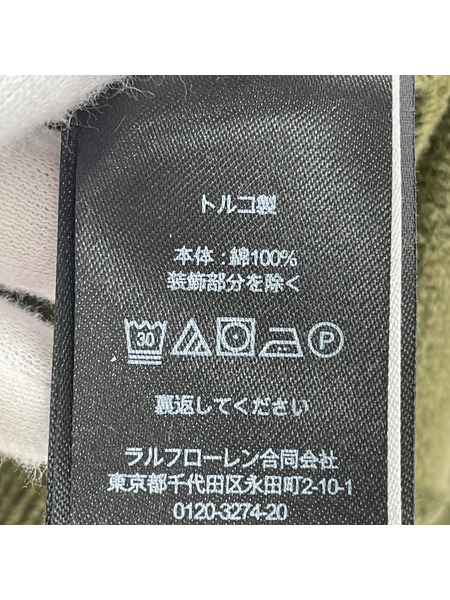 トルコ製
本体:綿100%
装飾部分を除く
30 P
裏返してください
ラルフローレン合同会社
東京都千代田区永田町2-10-1
0120-3274-20